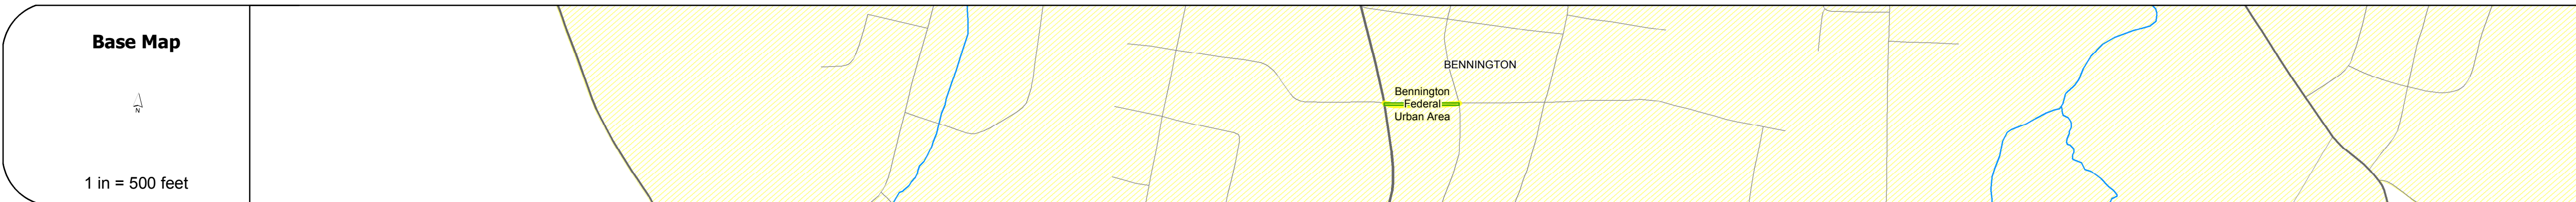 Base Map
N
1 in = 500 feet
BENNINGTON
Bennington
Federal
Urban Area